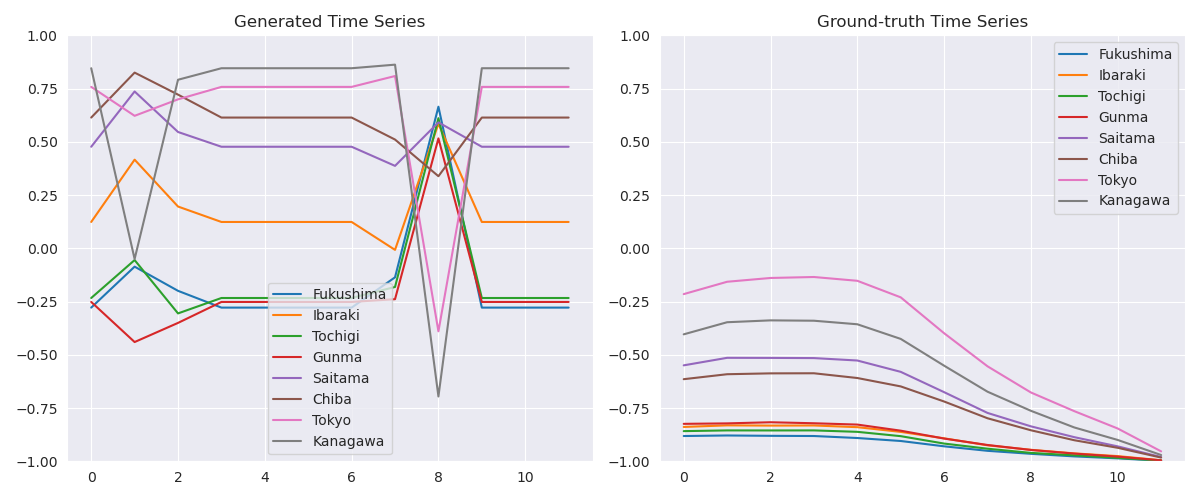 Generated Time Series
1.00
0.75
0.50
0.25
0.00
−0.25
−0.50
−0.75
−1.00
0 2 4 6 8 10
Fukushima
Ibaraki
Tochigi
Gunma
Saitama
Chiba
Tokyo
Kanagawa
Ground-truth Time Series
1.00
0.75
0.50
0.25
0.00
−0.25
−0.50
−0.75
−1.00
0 2 4 6 8 10
Fukushima
Ibaraki
Tochigi
Gunma
Saitama
Chiba
Tokyo
Kanagawa